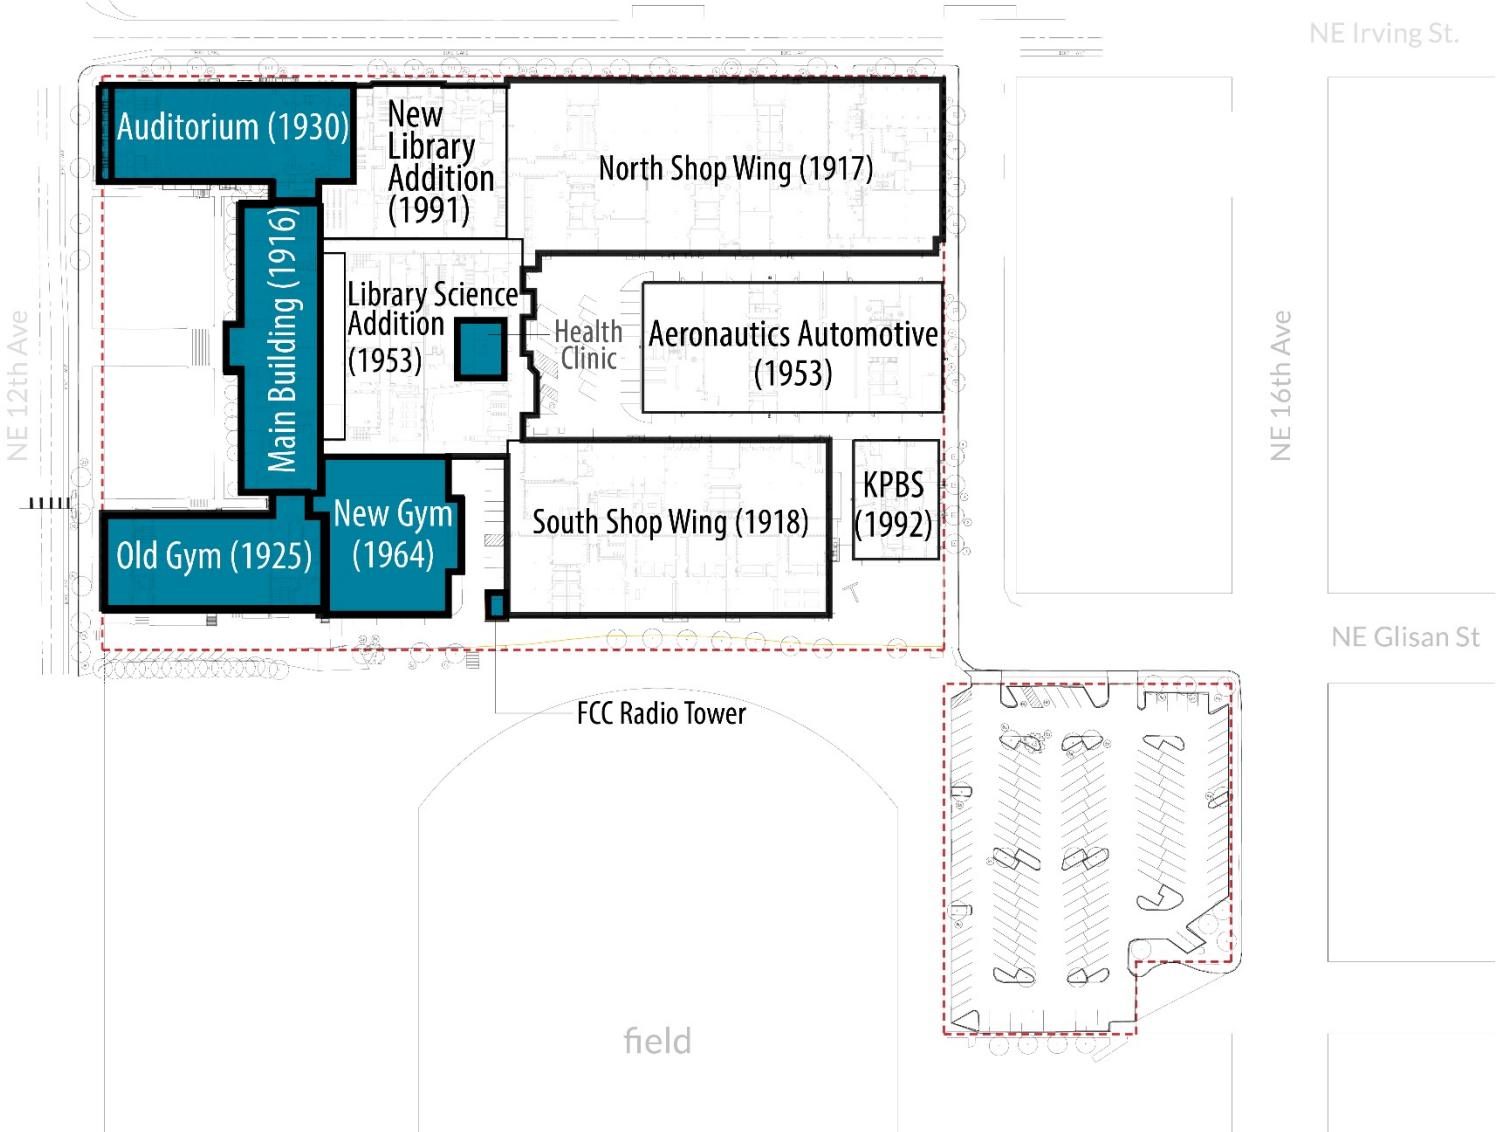 NE Irving St.
Auditorium (1930)
New
Library
Addition
(1991)
North Shop Wing (1917)
Main Building (1916)
Library Science
Addition
(1953)
Health
Clinic
Aeronautics Automotive
(1953)
NE 12th Ave
NE 16th Ave
KPBS
(1992)
New Gym
(1964)
South Shop Wing (1918)
Old Gym (1925)
NE Glisan St
FCC Radio Tower
field